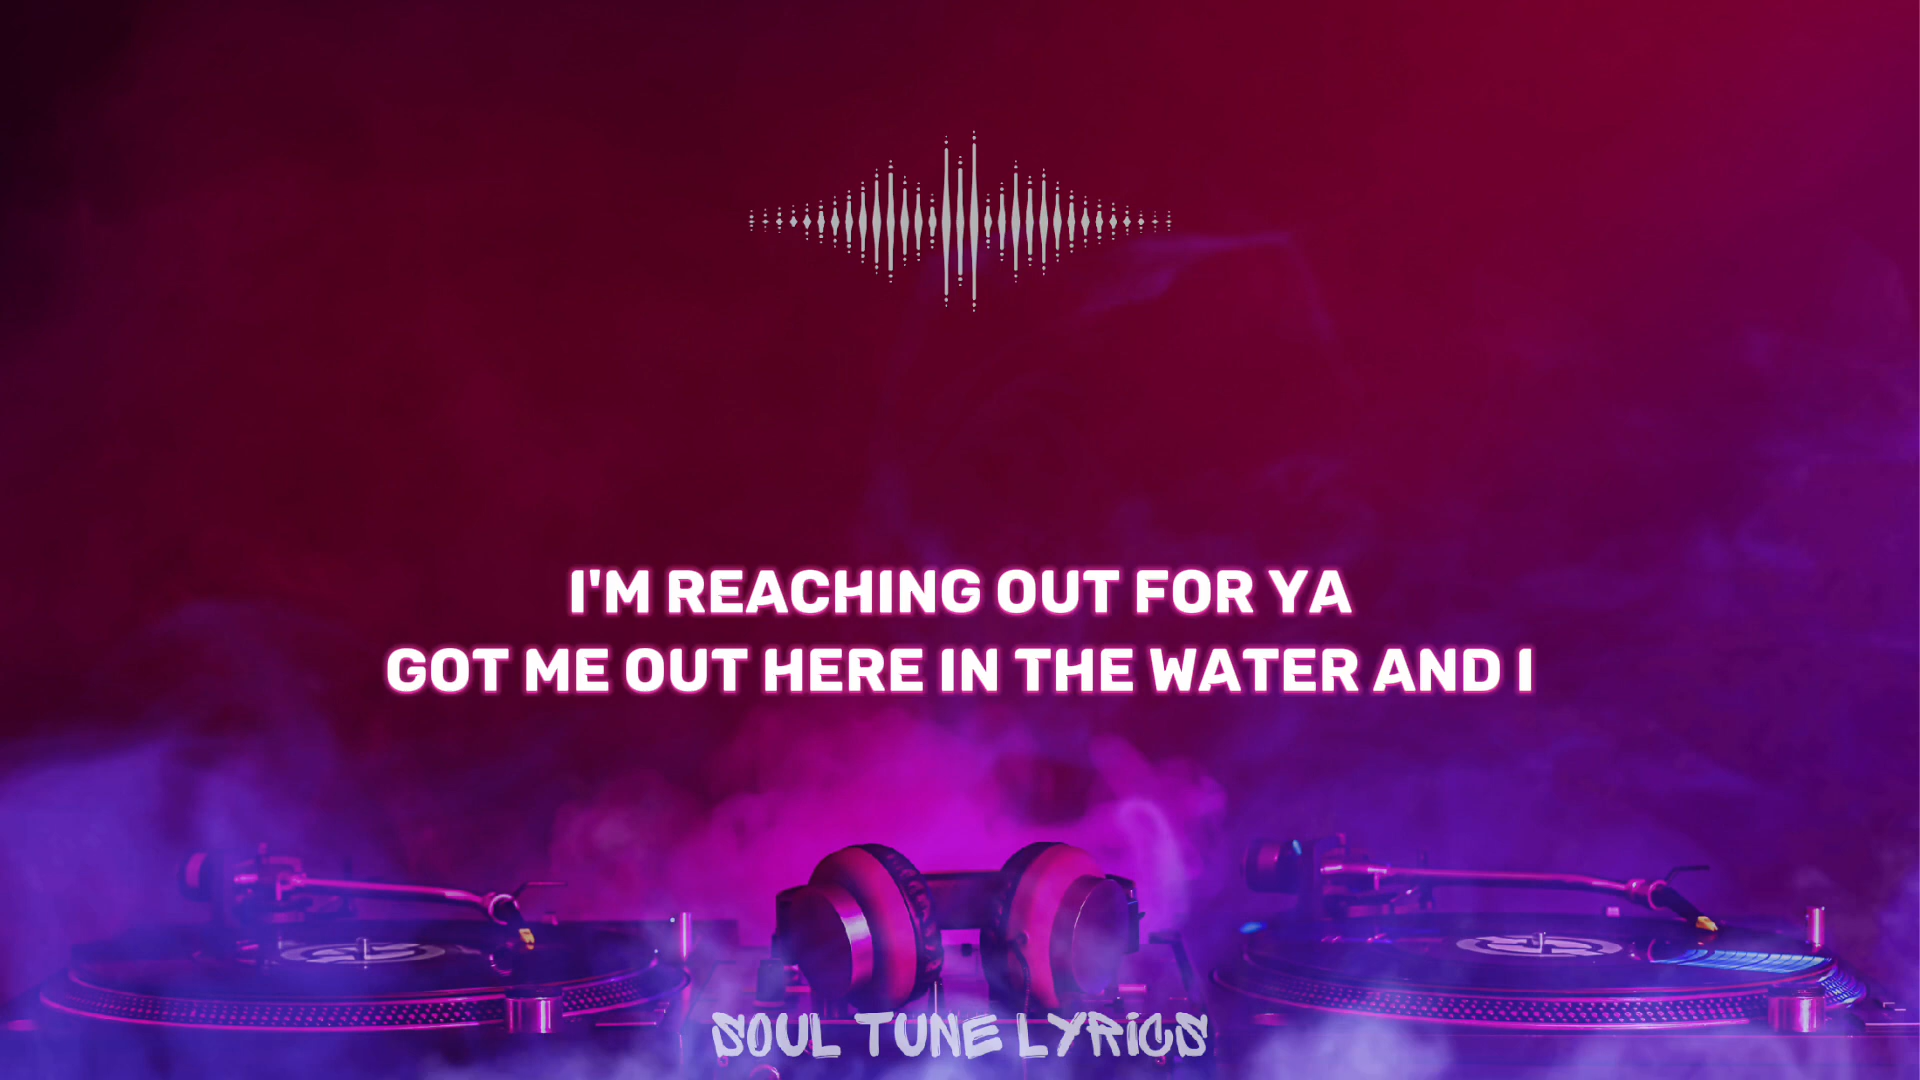 I'M REACHING OUT FOR YA
GOT ME OUT HERE IN THE WATER AND I
SOUL TUNE LYRICS